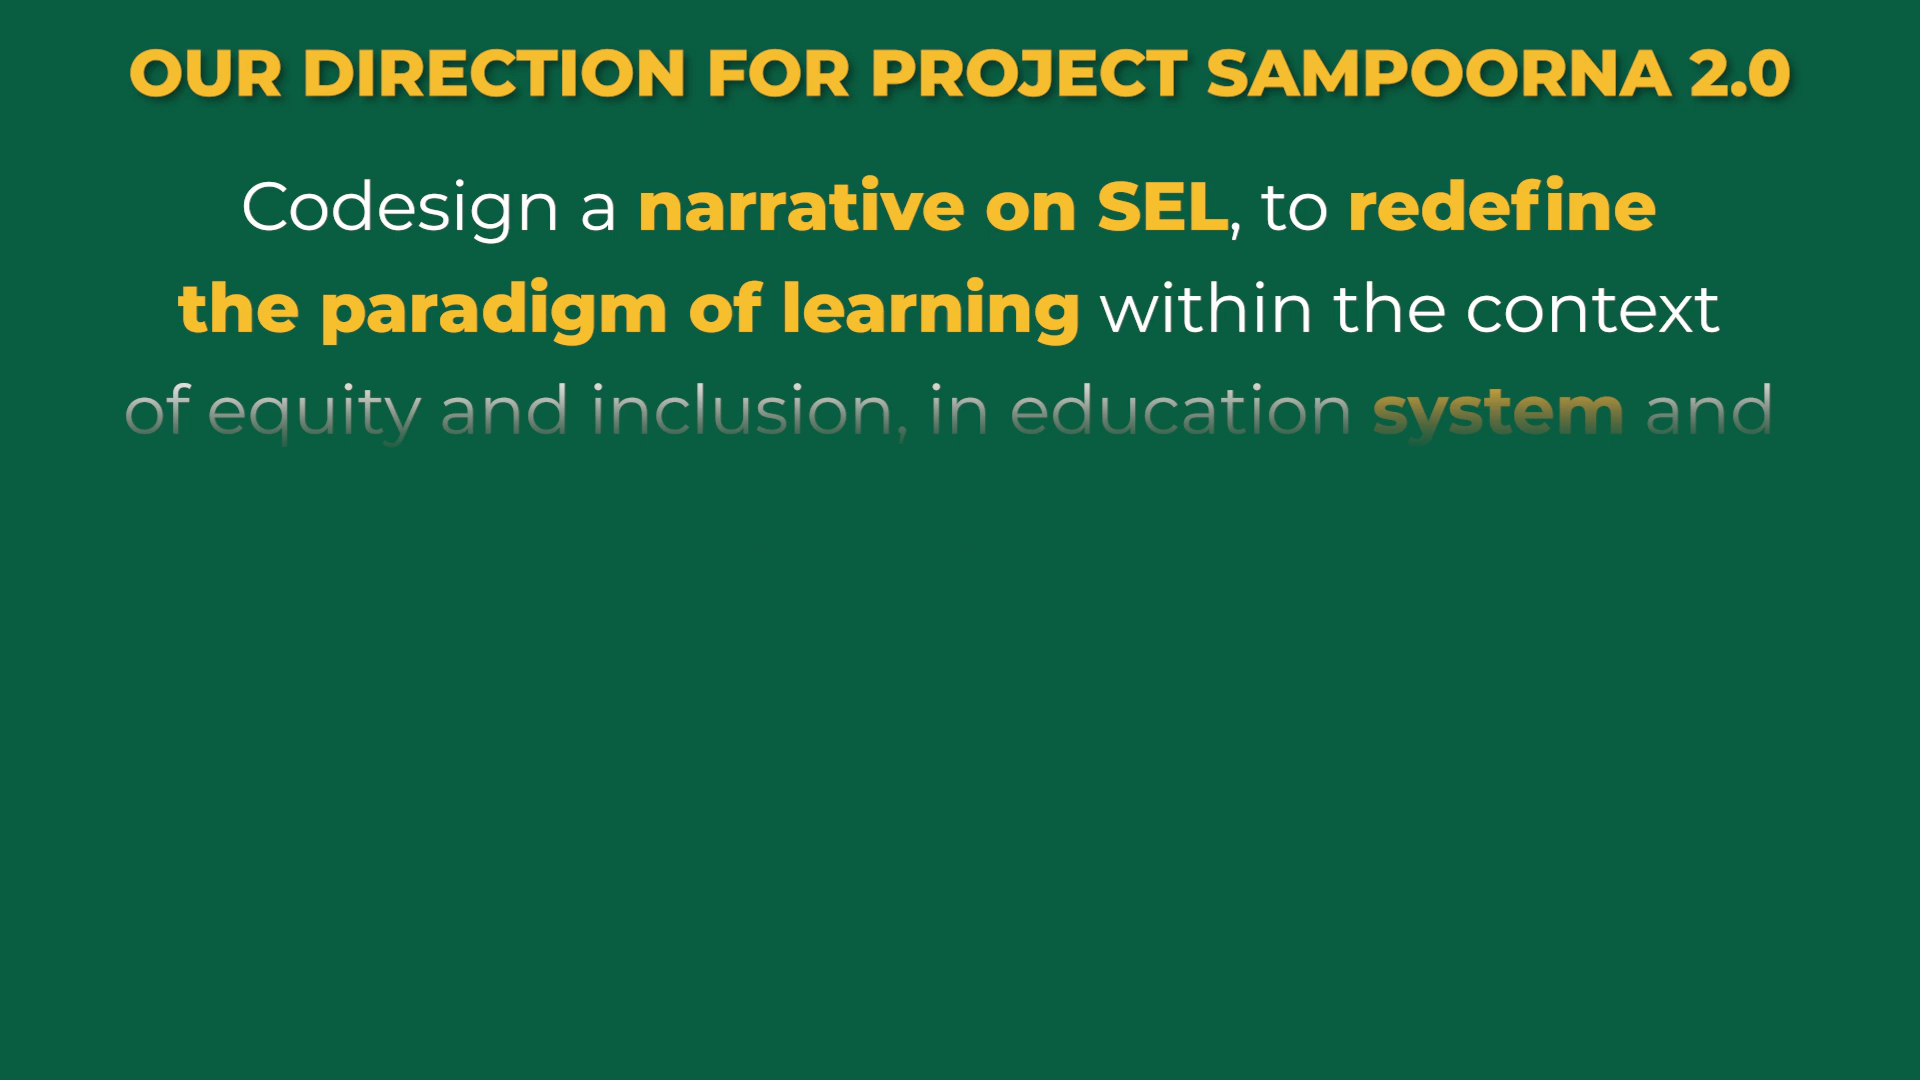 OUR DIRECTION FOR PROJECT SAMPOORNA 2.0
Codesign a narrative on SEL, to redefine
the paradigm of learning within the context
of equity and inclusion, in education system and